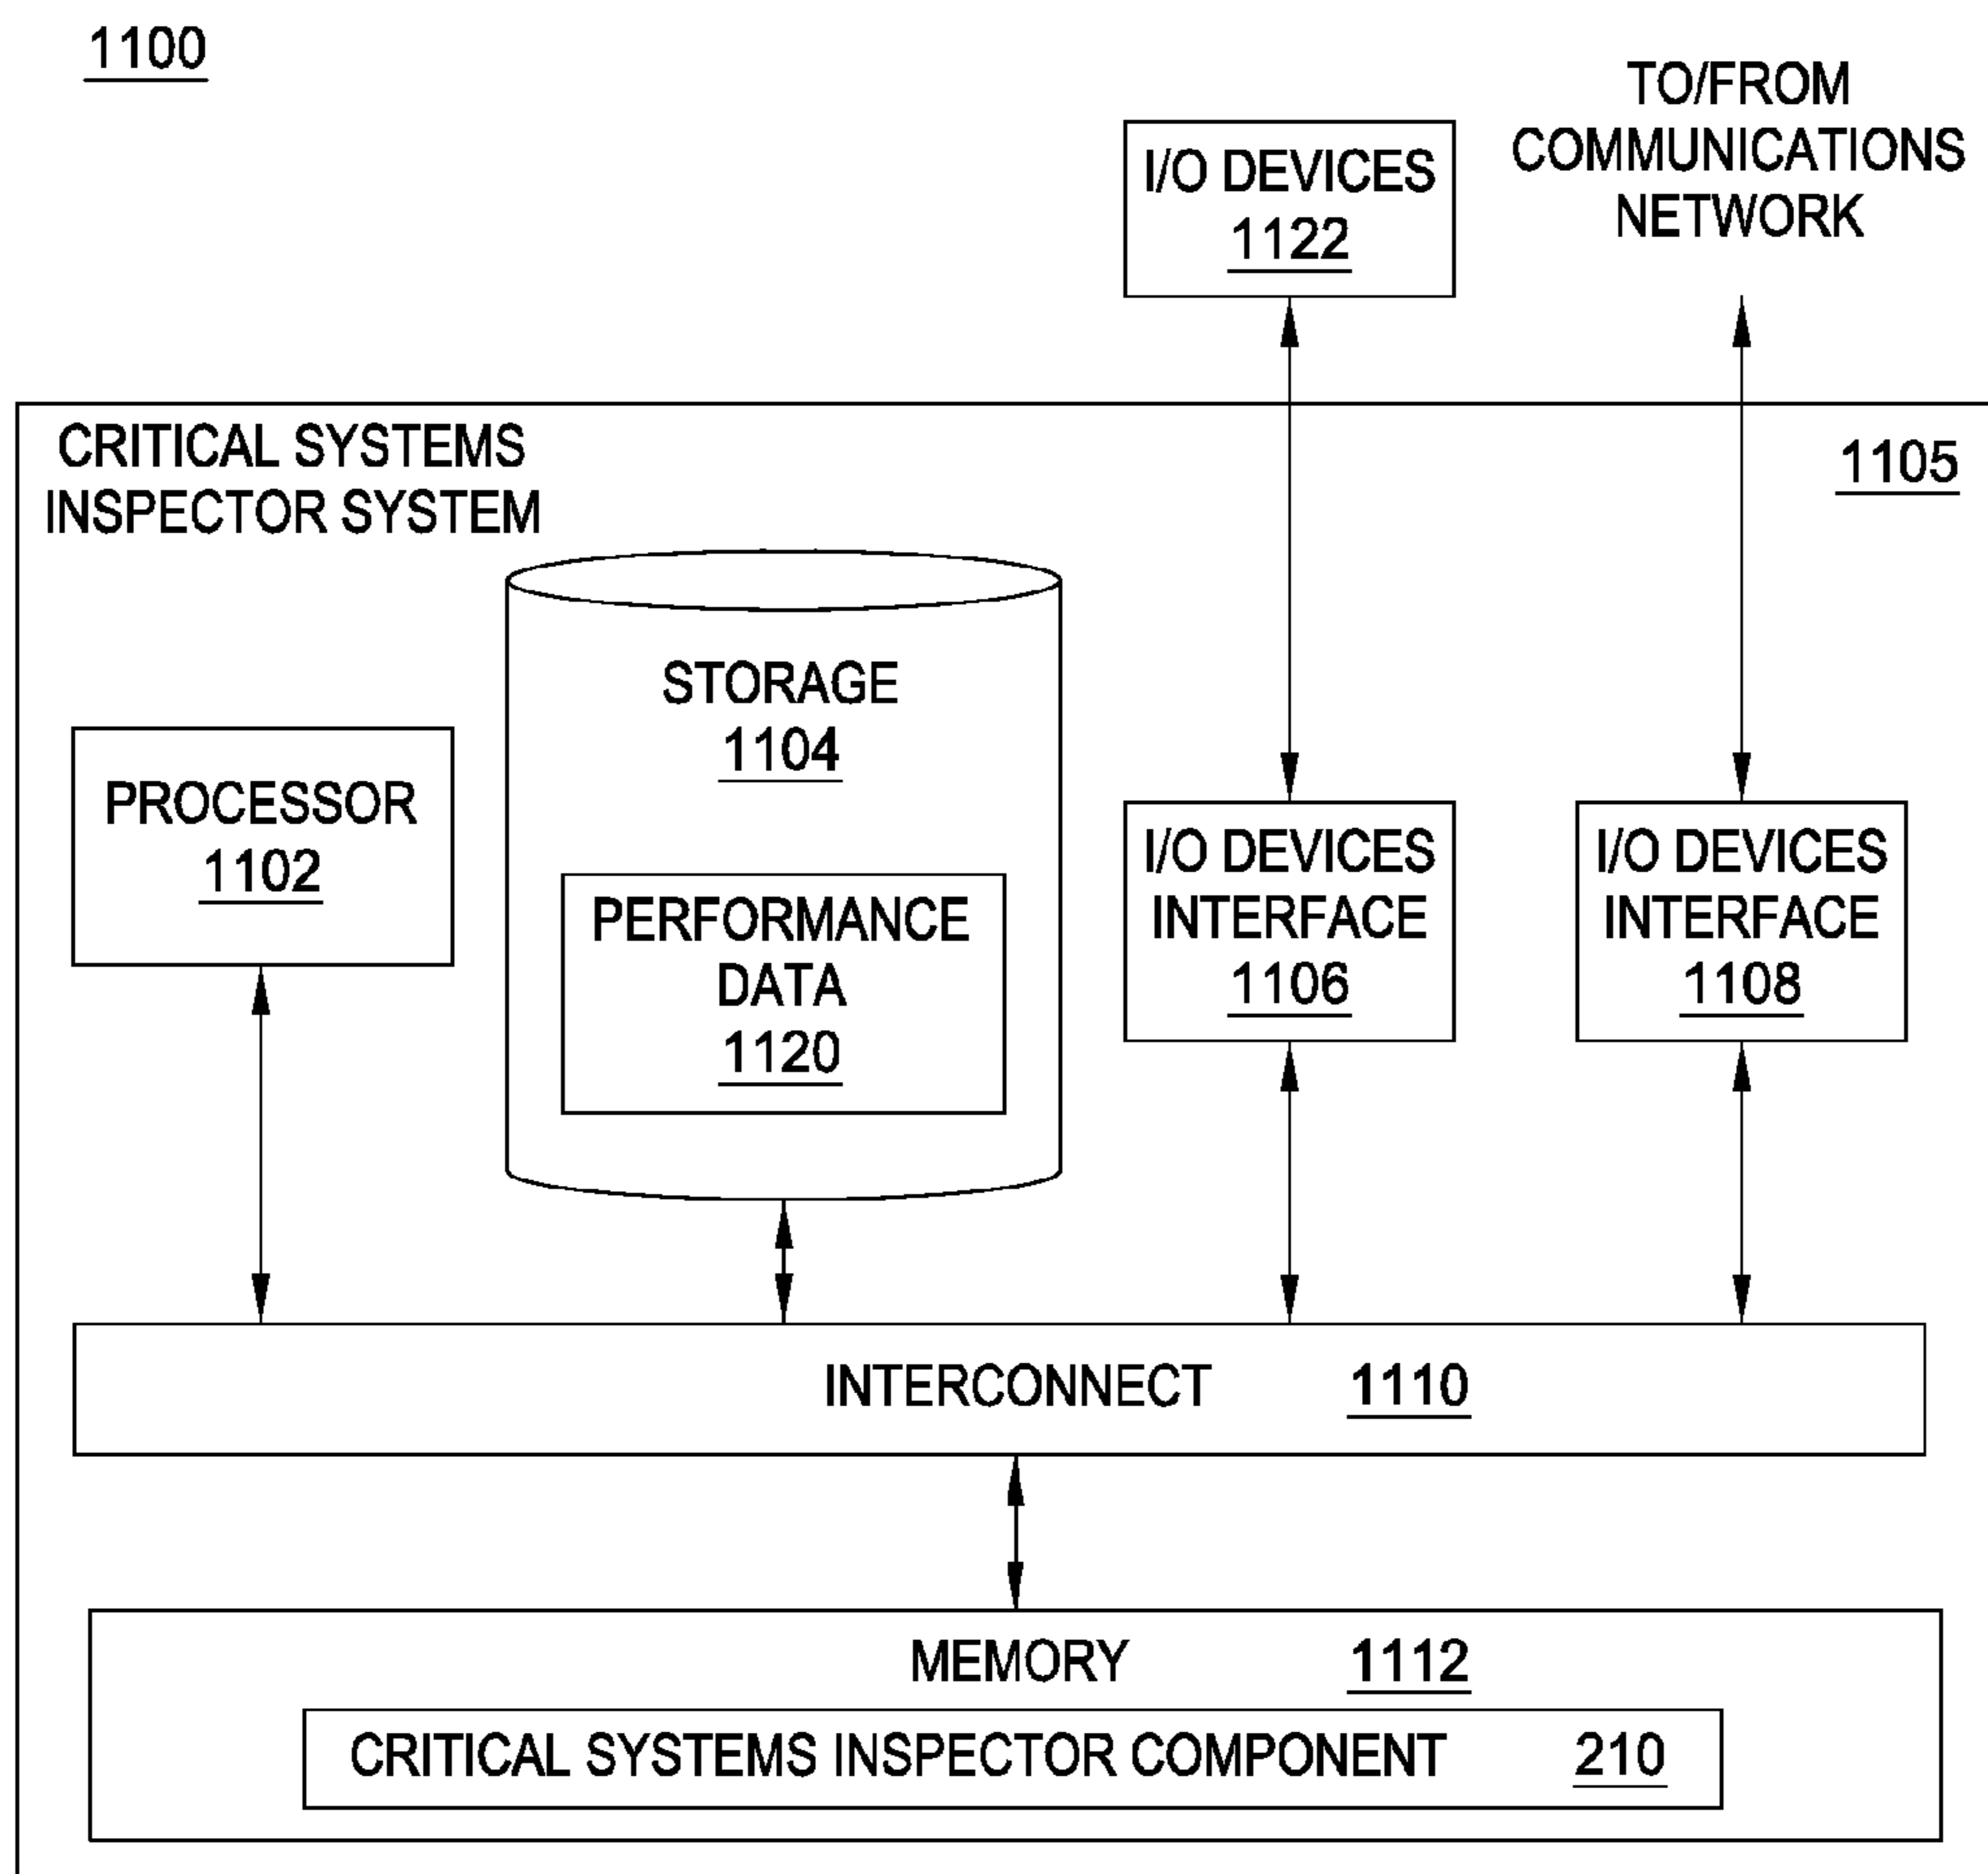 1100
TO/FROM
COMMUNICATIONS
NETWORK
I/O DEVICES
1122
CRITICAL SYSTEMS
INSPECTOR SYSTEM
1105
STORAGE
1104
PROCESSOR
1102
PERFORMANCE
DATA
1120
I/O DEVICES
INTERFACE
1106
I/O DEVICES
INTERFACE
1108
INTERCONNECT 1110
MEMORY 1112
CRITICAL SYSTEMS INSPECTOR COMPONENT 210